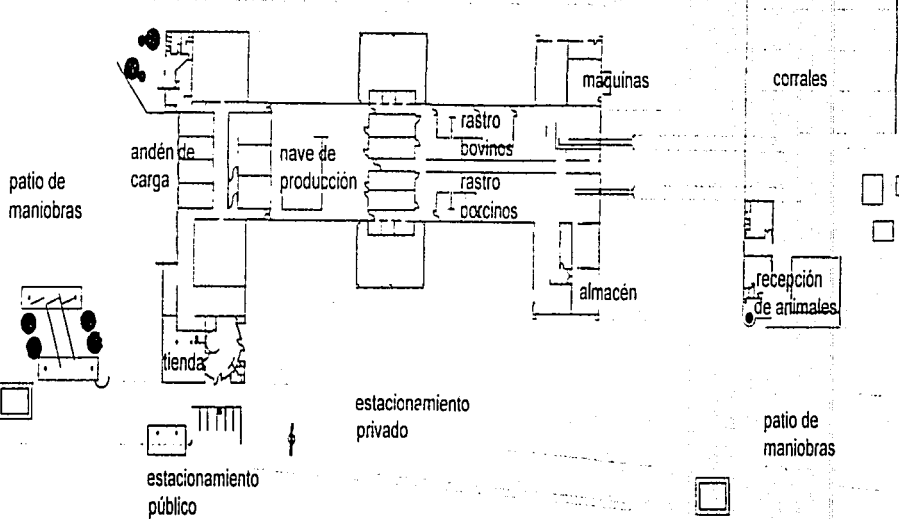 maquinas
corrales
andén de
carga
nave de
producción
rastro
bovinos
rastro
porcinos
patio de
maniobras
almacén
recepción
de animales
tienda
estacionamiento
privado
patio de
maniobras
estacionamiento
público